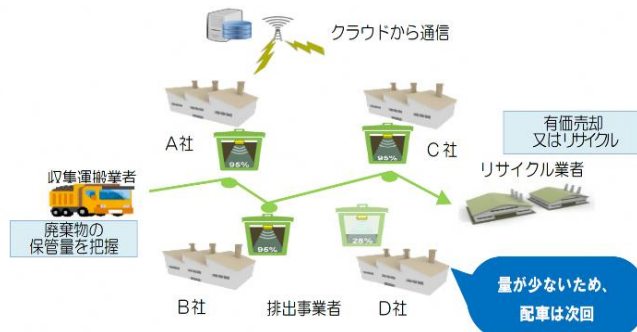 クラウドから通信
A社
C社
有価売却
又はリサイクル
95%
95%
収集運搬業者
リサイクル業者
廃棄物の
保管量を把握
95%
28%
B社
排出事業者
D社
量が少ないため、
配車は次回